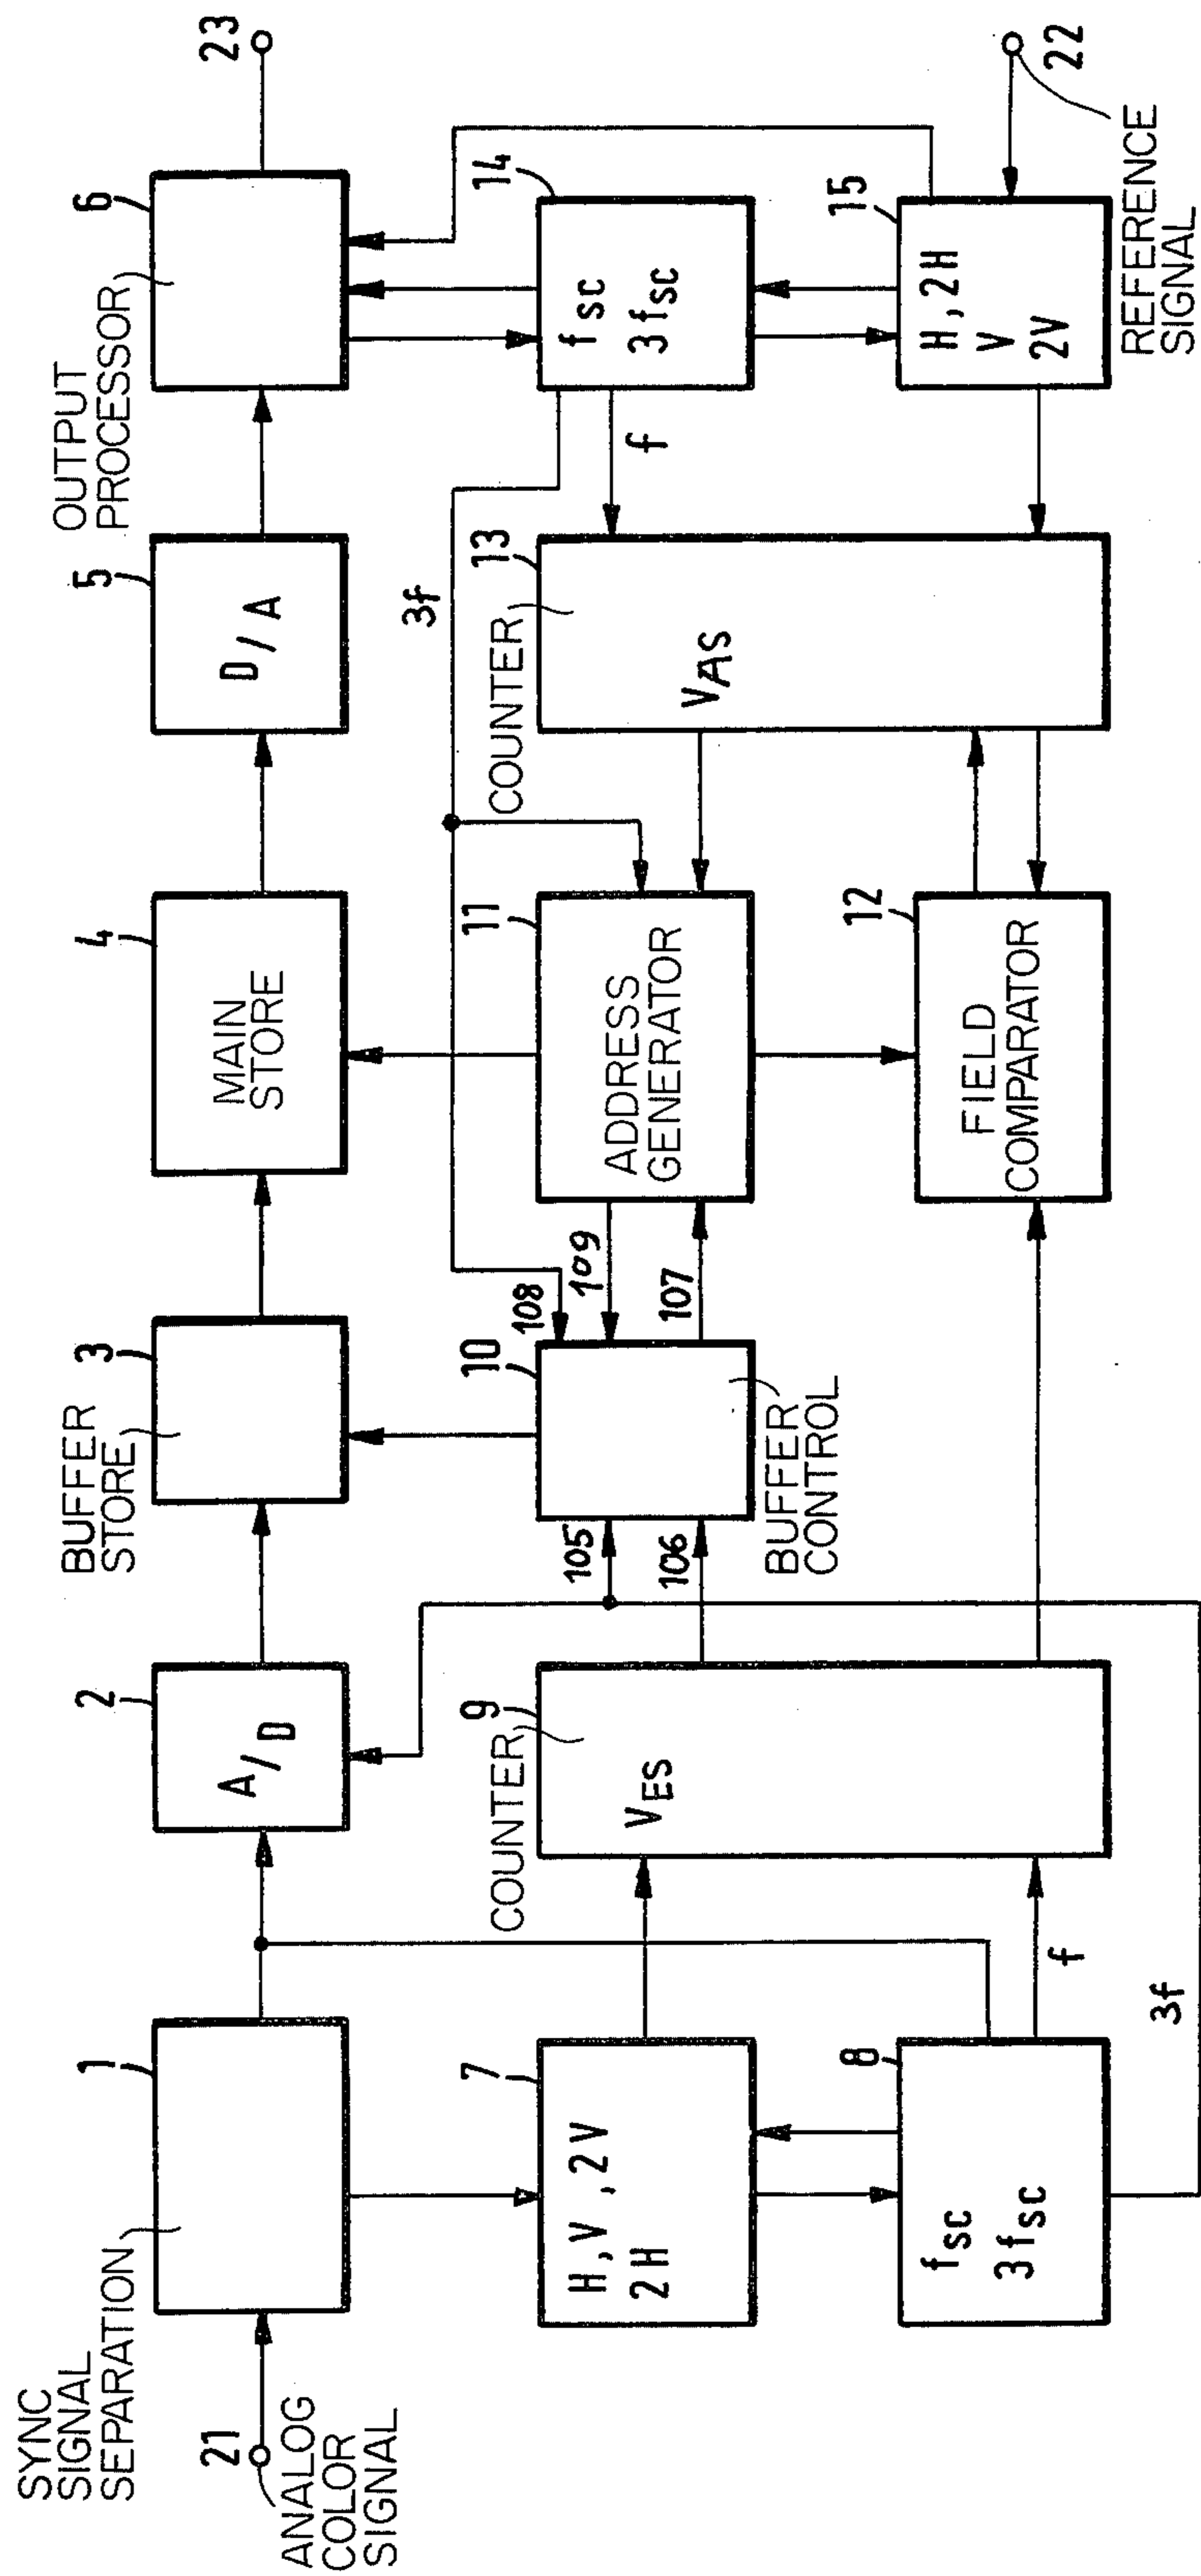 SYNC
SIGNAL
SEPARATION
1
21
ANALOG
COLOR
SIGNAL
2
A/D
BUFFER
STORE
3
4
MAIN
STORE
5
D/A
OUTPUT
PROCESSOR
6
23
7
H, V, 2V
2H
8
fsc
3fsc
f
3f
COUNTER
9
VES
105
106
10
BUFFER
CONTROL
108
109
107
11
ADDRESS
GENERATOR
12
FIELD
COMPARATOR
3f
COUNTER
13
VAS
f
14
fsc
3fsc
15
H, 2H
V
2V
22
REFERENCE
SIGNAL